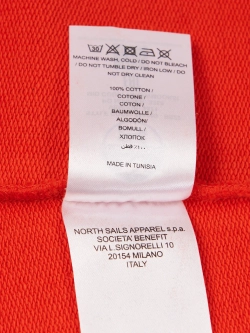 30
MACHINE WASH, COLD / DO NOT BLEACH
/ DO NOT TUMBLE DRY / IRON LOW / DO
NOT DRY CLEAN
100% COTTON /
COTONE /
COTON /
BAUMWOLLE /
ALGODÓN/
BOMULL /
ХЛОПОК
/ ١٠٠٪ قطن
MADE IN TUNISIA
NORTH SAILS APPAREL s.p.a.
SOCIETA' BENEFIT
VIA L.SIGNORELLI 10
20154 MILANO
ITALY